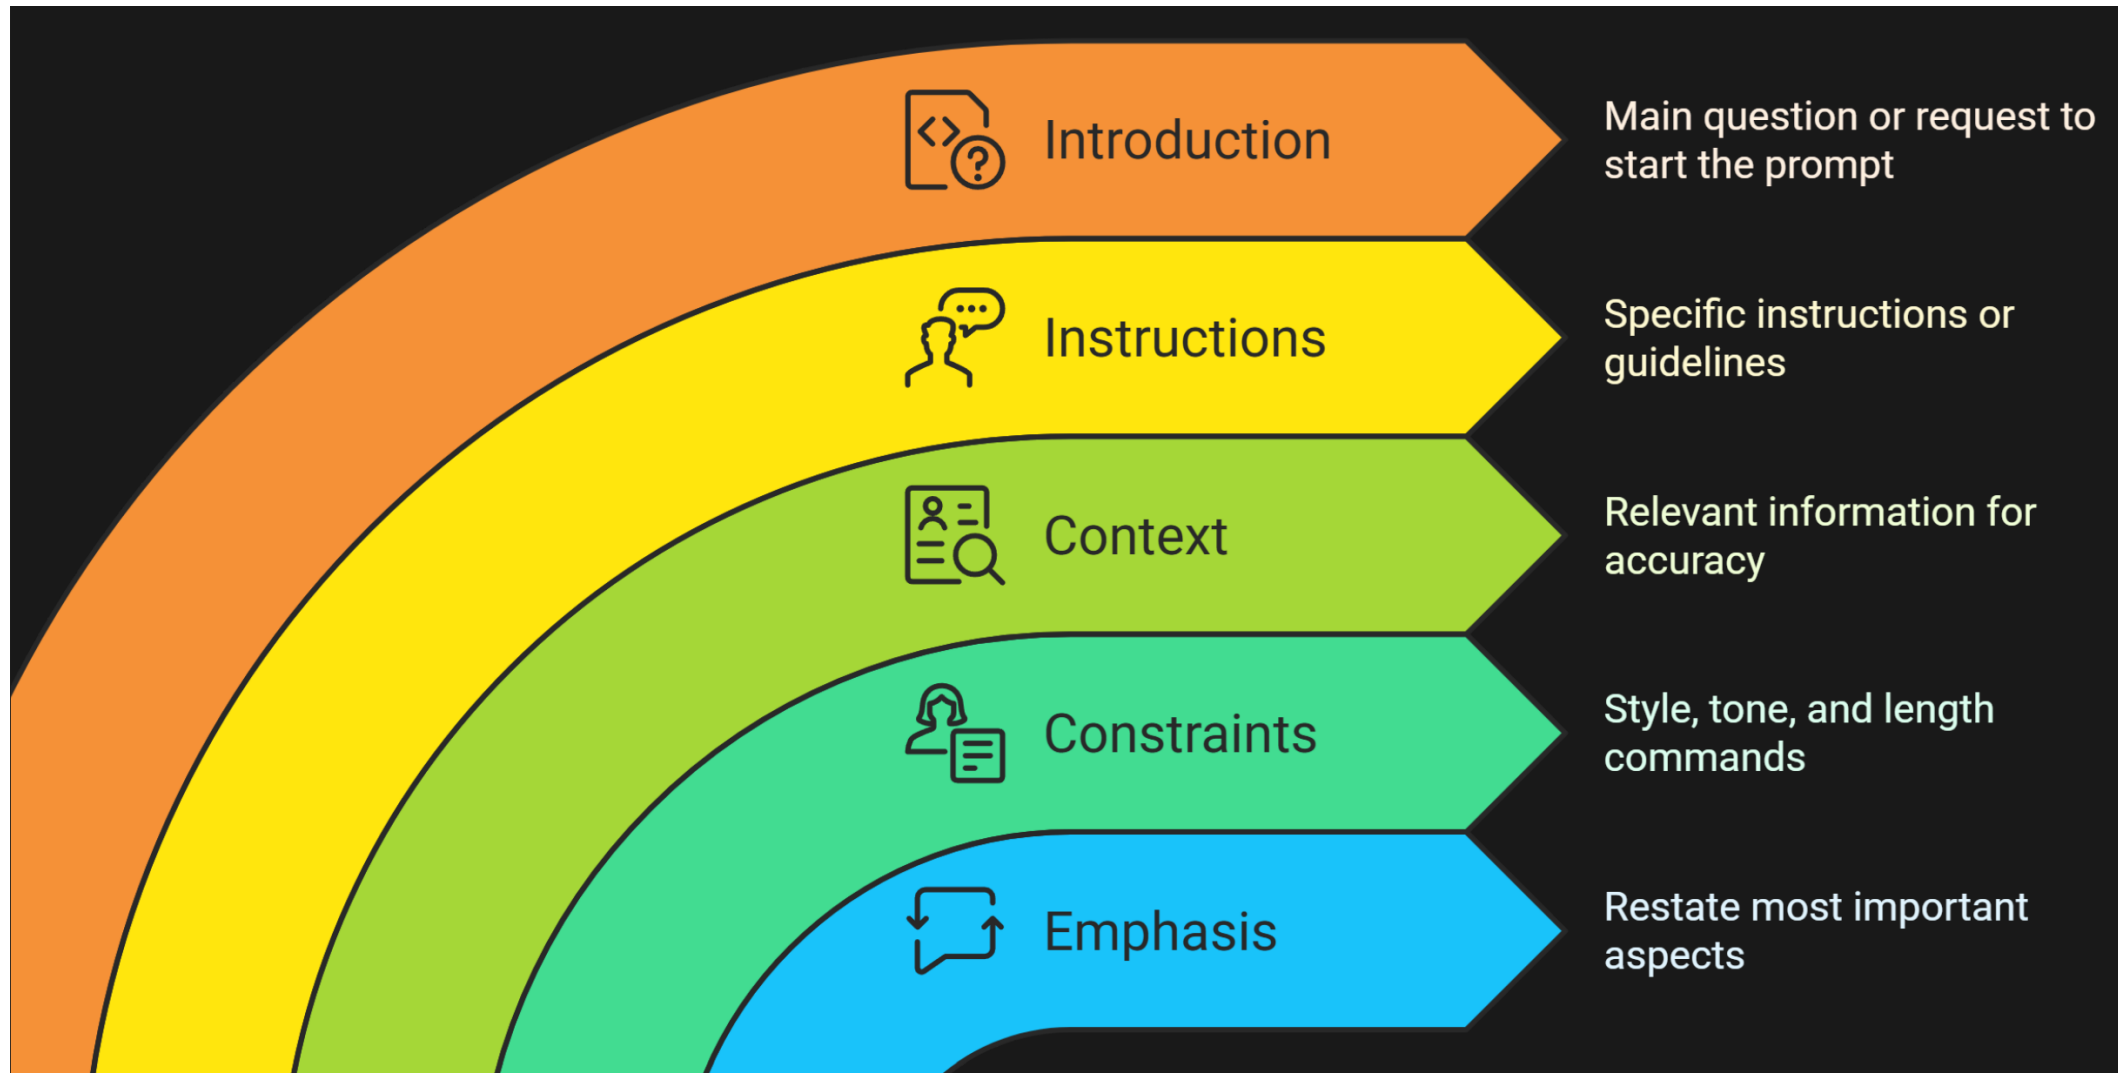 Introduction
Main question or request to
start the prompt
Instructions
Specific instructions or
guidelines
Context
Relevant information for
accuracy
Constraints
Style, tone, and length
commands
Emphasis
Restate most important
aspects